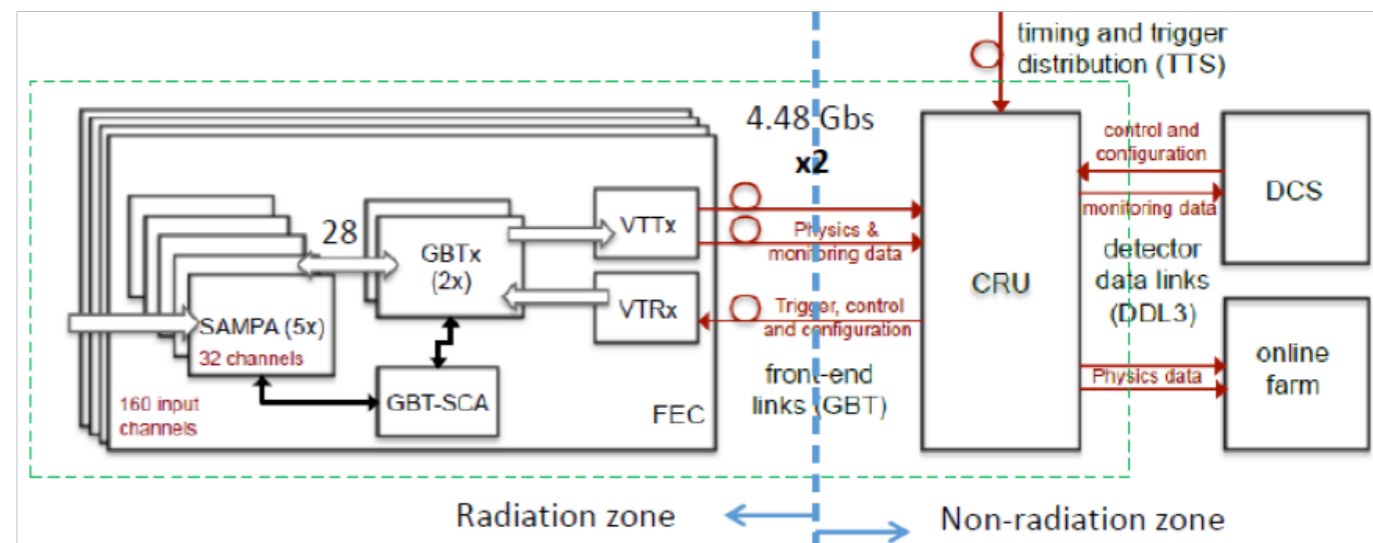 timing and trigger
distribution (TTS)
4.48 Gbs
x2
control and
configuration
DCS
monitoring data
28
GBTx
(2x)
VTTx
Physics &
monitoring data
CRU
detector
data links
(DDL3)
SAMPA (5x)
32 channels
VTRx
Trigger, control
and configuration
online
farm
Physics data
front-end
links (GBT)
160 input
channels
GBT-SCA
FEC
Radiation zone
Non-radiation zone